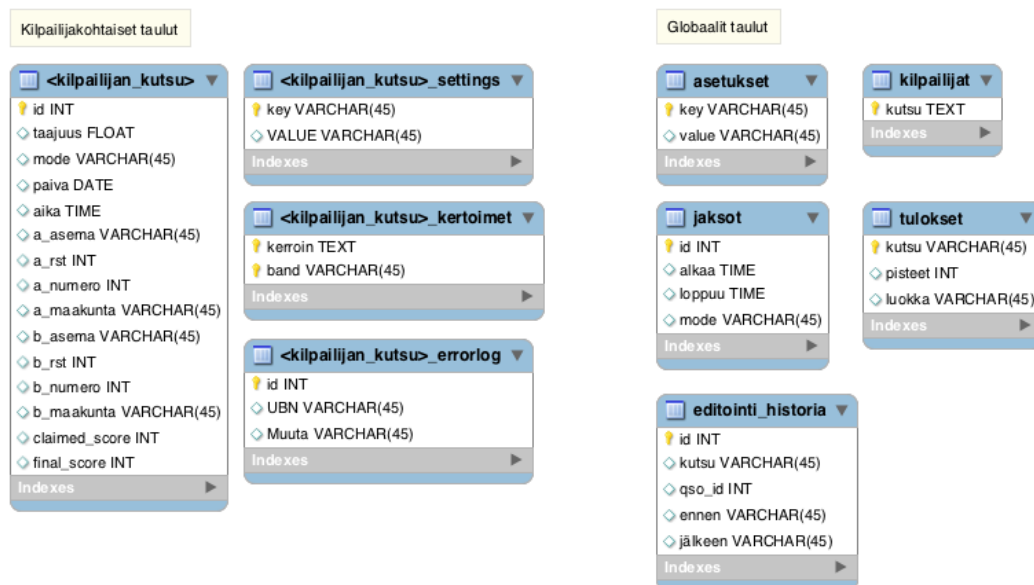 Kilpailijakohtaiset taulut
<kilpailijan_kutsu>
id INT
taajuus FLOAT
mode VARCHAR(45)
paiva DATE
aika TIME
a_asema VARCHAR(45)
a_rst INT
a_numero INT
a_maakunta VARCHAR(45)
b_asema VARCHAR(45)
b_rst INT
b_numero INT
b_maakunta VARCHAR(45)
claimed_score INT
final_score INT
Indexes
<kilpailijan_kutsu>_settings
key VARCHAR(45)
VALUE VARCHAR(45)
Indexes
<kilpailijan_kutsu>_kertoimet
kerroin TEXT
band VARCHAR(45)
Indexes
<kilpailijan_kutsu>_errorlog
id INT
UBN VARCHAR(45)
Muuta VARCHAR(45)
Indexes
Globaalit taulut
asetukset
key VARCHAR(45)
value VARCHAR(45)
Indexes
kilpailijat
kutsu TEXT
Indexes
jaksot
id INT
alkaa TIME
loppuu TIME
mode VARCHAR(45)
Indexes
tulokset
kutsu VARCHAR(45)
pisteet INT
luokka VARCHAR(45)
Indexes
editointi_historia
id INT
kutsu VARCHAR(45)
qso_id INT
ennen VARCHAR(45)
jälkeen VARCHAR(45)
Indexes